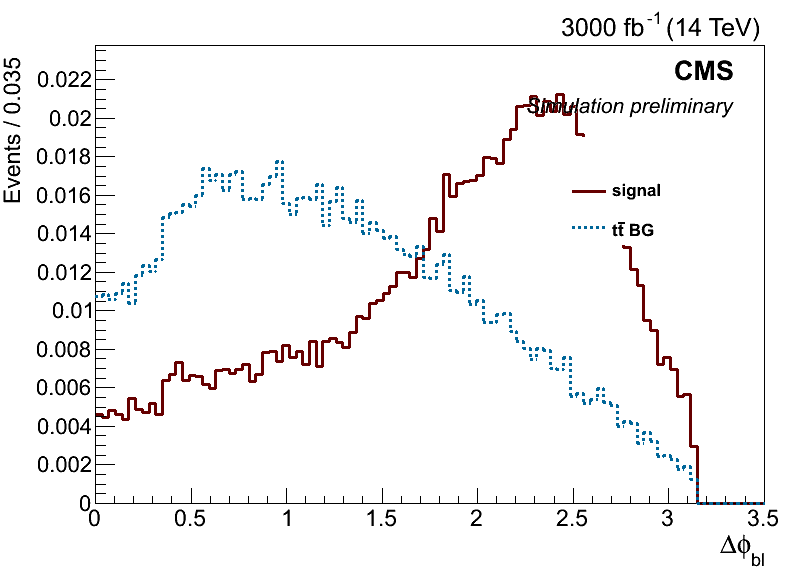 3000 fb⁻¹ (14 TeV)
Events / 0.035
CMS
Simulation preliminary
signal
tt̄ BG
0.022
0.02
0.018
0.016
0.014
0.012
0.01
0.008
0.006
0.004
0.002
0
0 0.5 1 1.5 2 2.5 3 3.5
Δϕ_bl